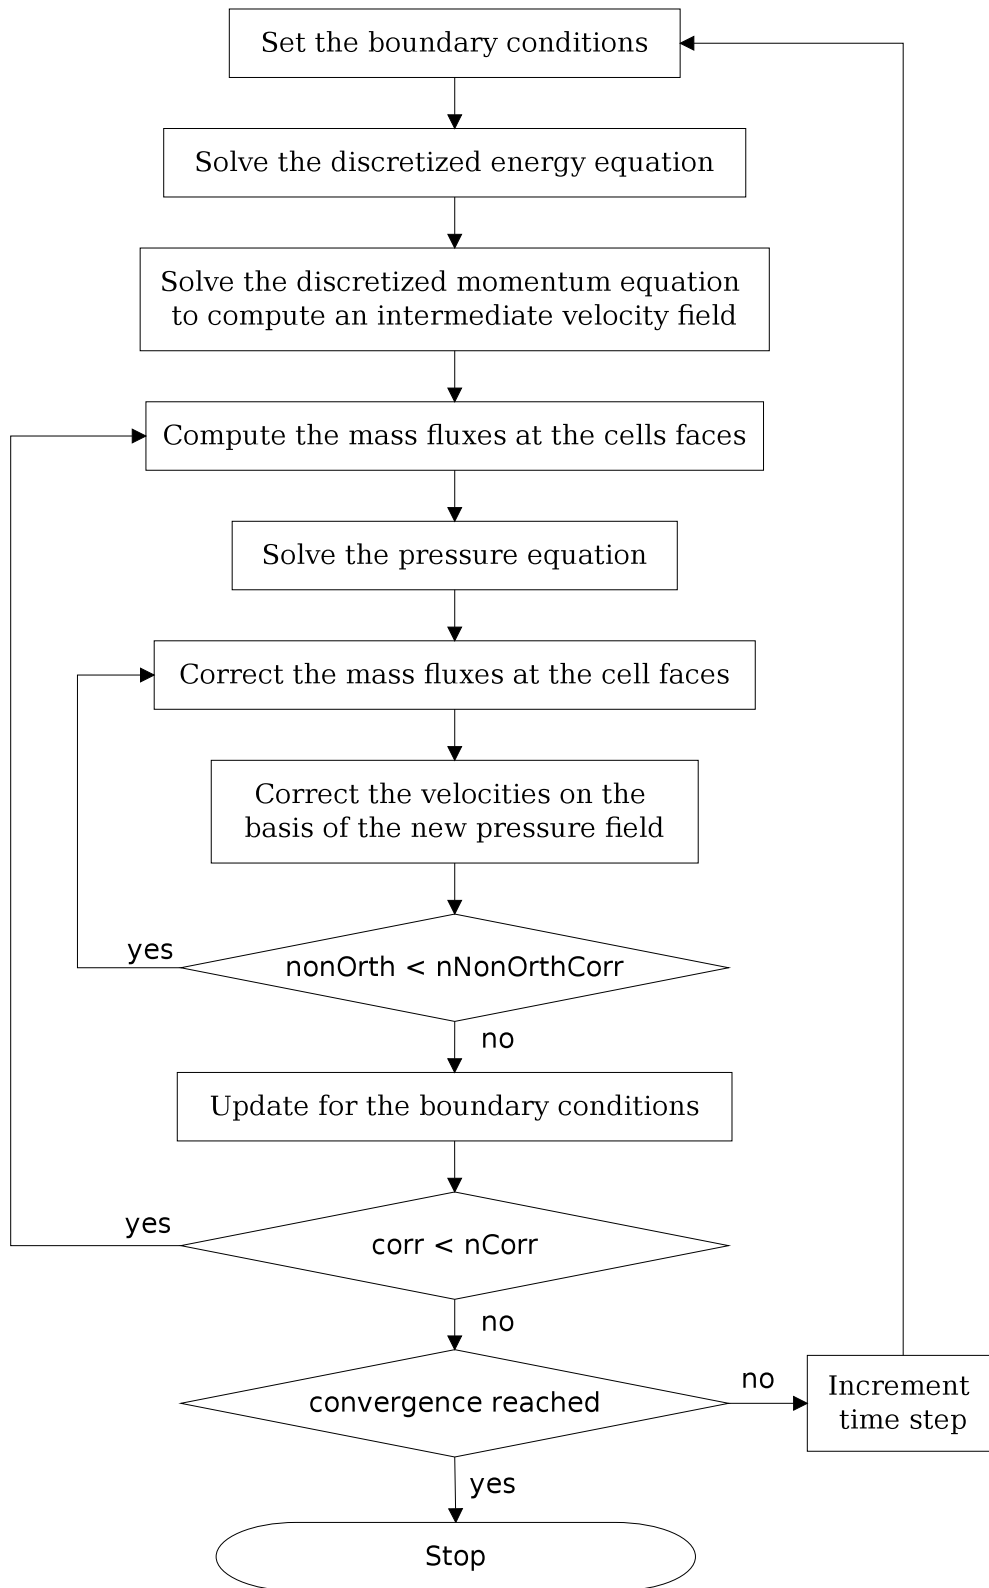 Set the boundary conditions
Solve the discretized energy equation
Solve the discretized momentum equation
to compute an intermediate velocity field
Compute the mass fluxes at the cells faces
Solve the pressure equation
Correct the mass fluxes at the cell faces
Correct the velocities on the
basis of the new pressure field
yes
nonOrth < nNonOrthCorr
no
Update for the boundary conditions
yes
corr < nCorr
no
convergence reached
no
Increment
time step
yes
Stop